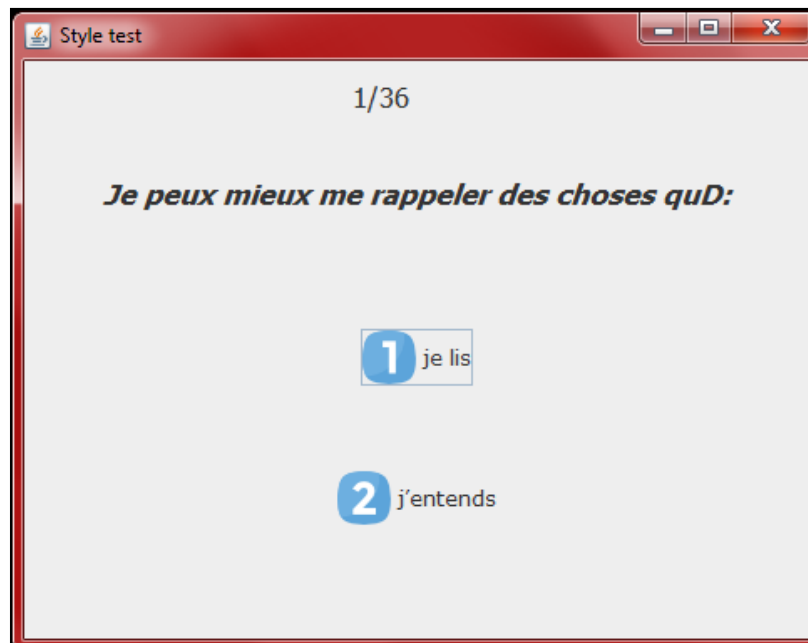 Style test
1/36
Je peux mieux me rappeler des choses quD:
1 je lis
2 j'entends